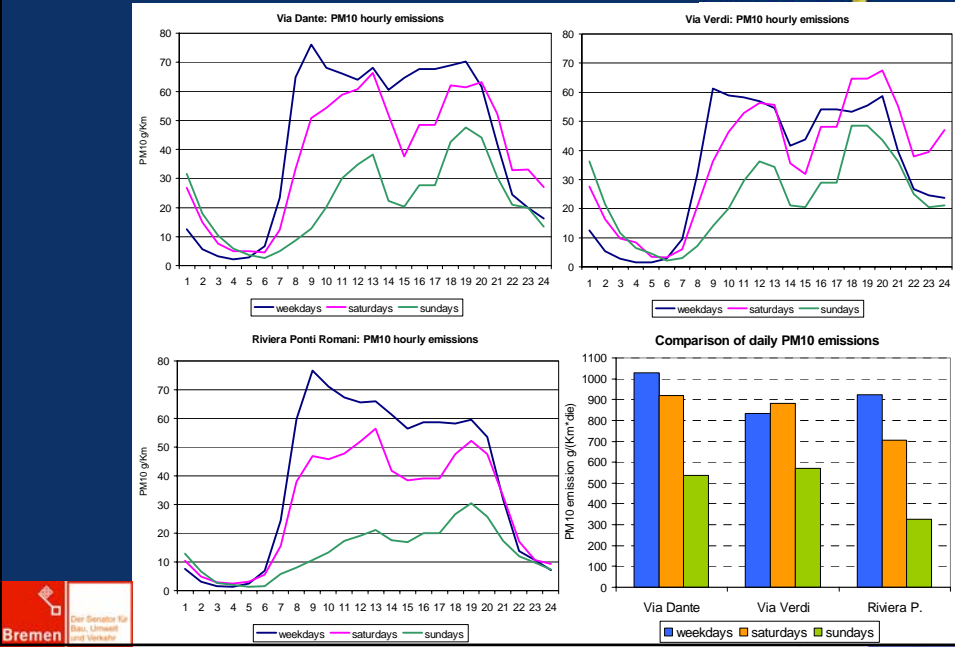 Via Dante: PM10 hourly emissions
PM10 g/Km
80
70
60
50
40
30
20
10
0
1 2 3 4 5 6 7 8 9 10 11 12 13 14 15 16 17 18 19 20 21 22 23 24
weekdays saturdays sundays
Via Verdi: PM10 hourly emissions
80
70
60
50
40
30
20
10
0
1 2 3 4 5 6 7 8 9 10 11 12 13 14 15 16 17 18 19 20 21 22 23 24
weekdays saturdays sundays
Riviera Ponti Romani: PM10 hourly emissions
PM10 g/Km
80
70
60
50
40
30
20
10
0
1 2 3 4 5 6 7 8 9 10 11 12 13 14 15 16 17 18 19 20 21 22 23 24
weekdays saturdays sundays
Comparison of daily PM10 emissions
PM10 emission g/(Km*die)
1100
1000
900
800
700
600
500
400
300
200
100
0
Via Dante Via Verdi Riviera P.
weekdays saturdays sundays
Bremen
Der Senator für
Bau, Umwelt
und Verkehr